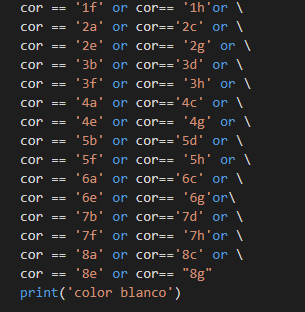 cor == '1f' or cor== '1h'or \
cor == '2a' or cor=='2c' or \
cor == '2e' or cor== '2g' or \
cor == '3b' or cor=='3d' or \
cor == '3f' or cor== '3h' or \
cor == '4a' or cor=='4c' or \
cor == '4e' or cor== '4g' or \
cor == '5b' or cor=='5d' or \
cor == '5f' or cor== '5h' or \
cor == '6a' or cor=='6c' or \
cor == '6e' or cor== '6g'or\
cor == '7b' or cor=='7d' or \
cor == '7f' or cor== '7h'or \
cor == '8a' or cor=='8c' or \
cor == '8e' or cor== "8g"
print('color blanco')